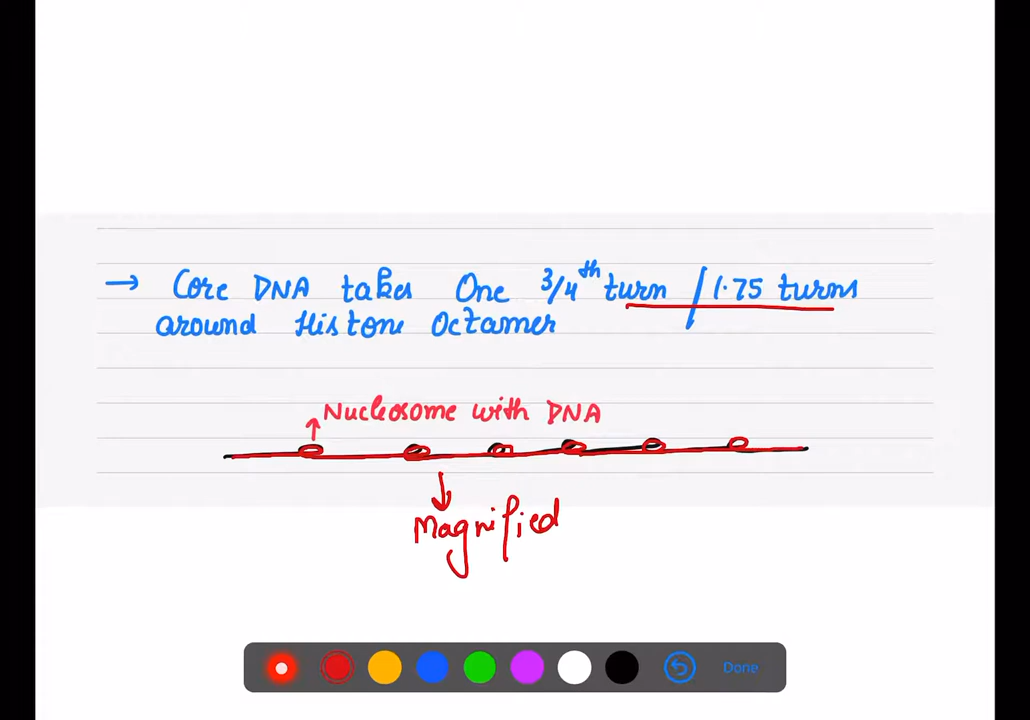 → Core DNA takes One 3/4th turn / 1.75 turns
around Histone Octamer
↑ Nucleosome with DNA
↓
Magnified
Done